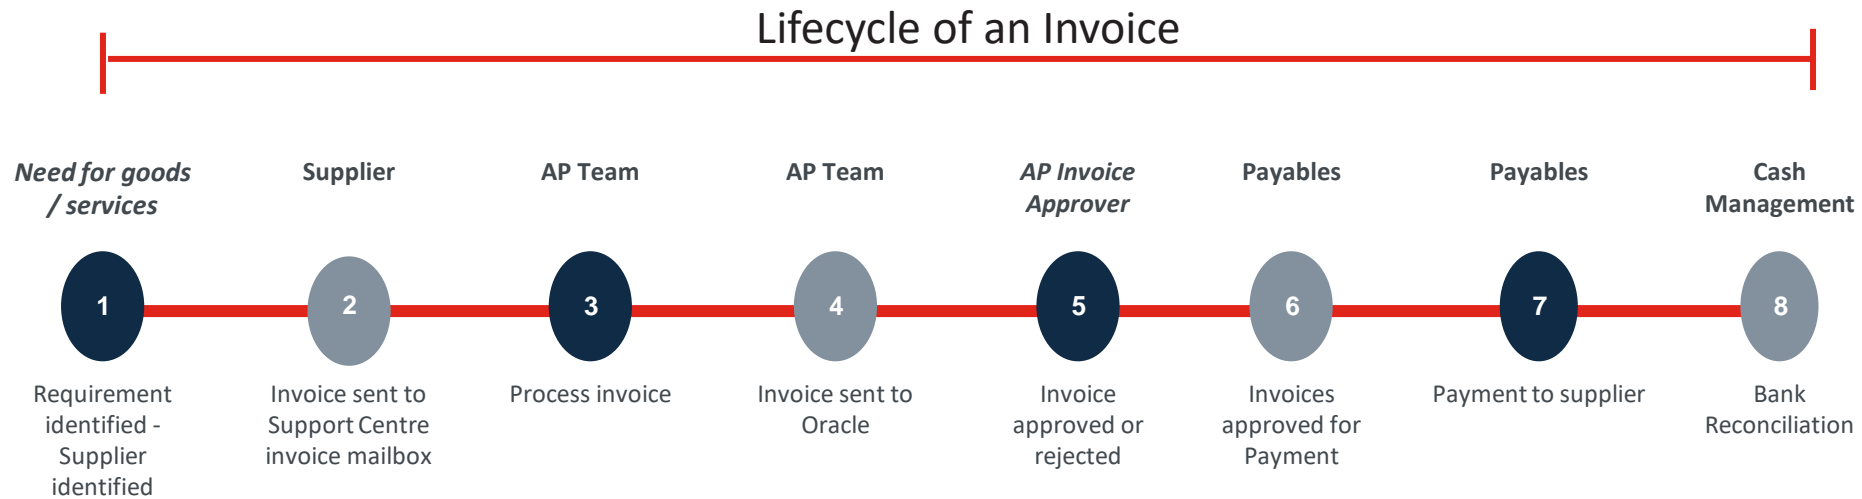 Lifecycle of an Invoice
Need for goods
/ services
Supplier
AP Team
AP Team
AP Invoice
Approver
Payables
Payables
Cash
Management
1
2
3
4
5
6
7
8
Requirement
identified -
Supplier
identified
Invoice sent to
Support Centre
invoice mailbox
Process invoice
Invoice sent to
Oracle
Invoice
approved or
rejected
Invoices
approved for
Payment
Payment to supplier
Bank
Reconciliation